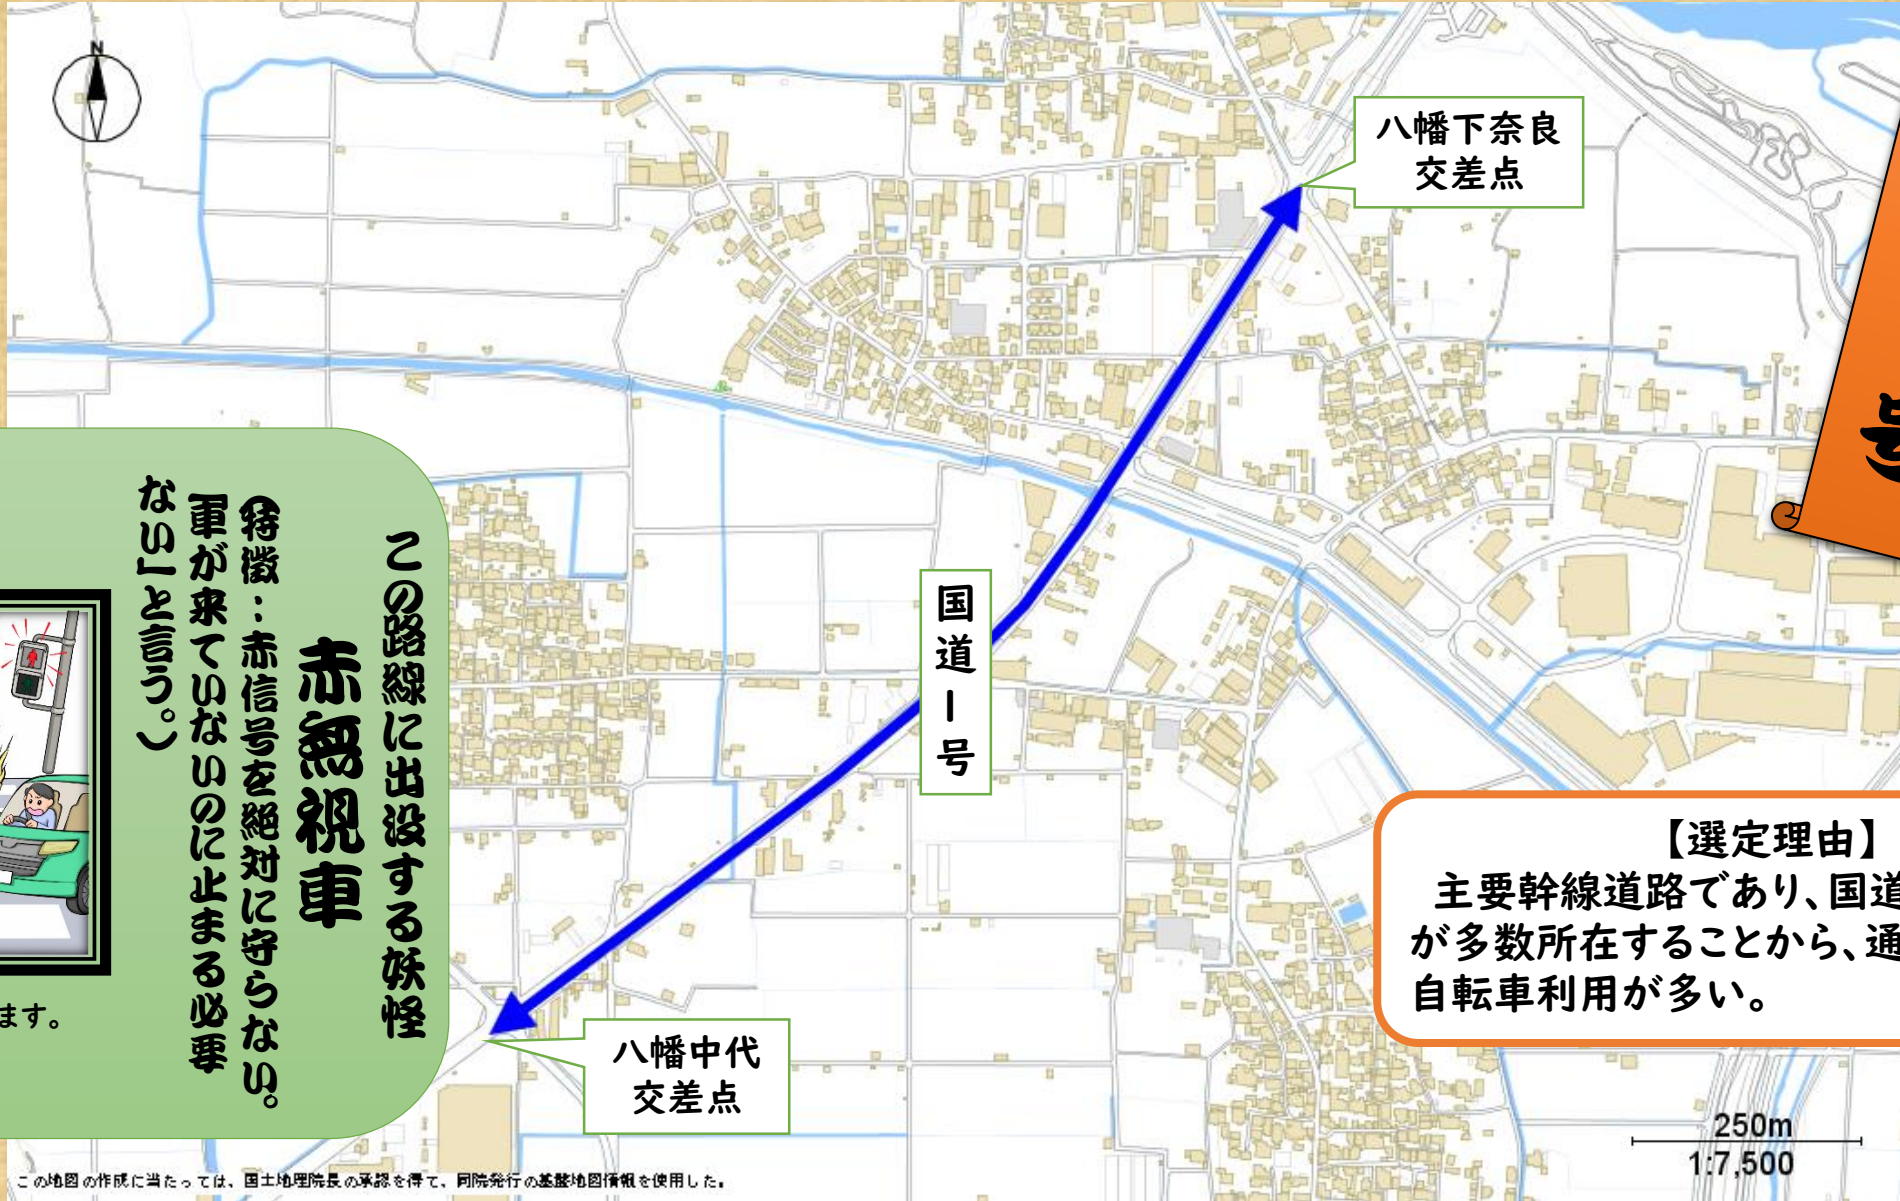 N
八幡下奈良
交差点
号
国道1号
この路線に出没する妖怪
赤無視車
(特徴:赤信号を絶対に守らない。
「車が来ていないのに止まる必要
ない」と言う。)
ます。
【選定理由】
主要幹線道路であり、国道
が多数所在することから、通
自転車利用が多い。
八幡中代
交差点
250m
1:7,500
この地図の作成に当たっては、国土地理院長の承認を得て、同院発行の基盤地図情報を使用した。